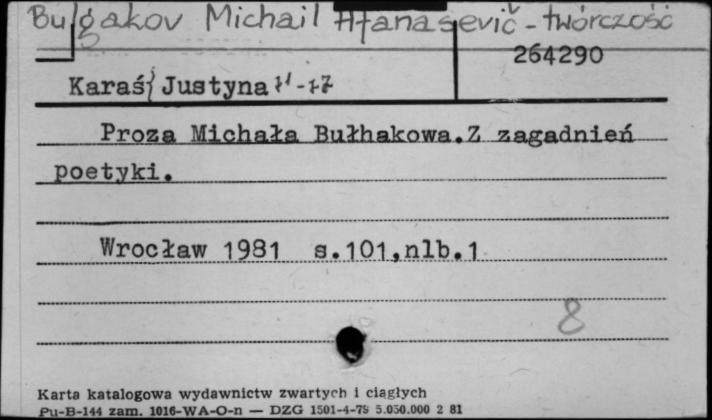 Bulgakov Michail Afanasevič - twórczość
264290
Karaś Justyna
Proza Michała Bułhakowa.Z zagadnień
poetyki.
Wrocław 1981 s.101,nlb.1
8
Karta katalogowa wydawnictw zwartych i ciągłych
Pu-B-144 zam. 1016-WA-O-n — DZG 1501-4-79 5.050.000 2 81